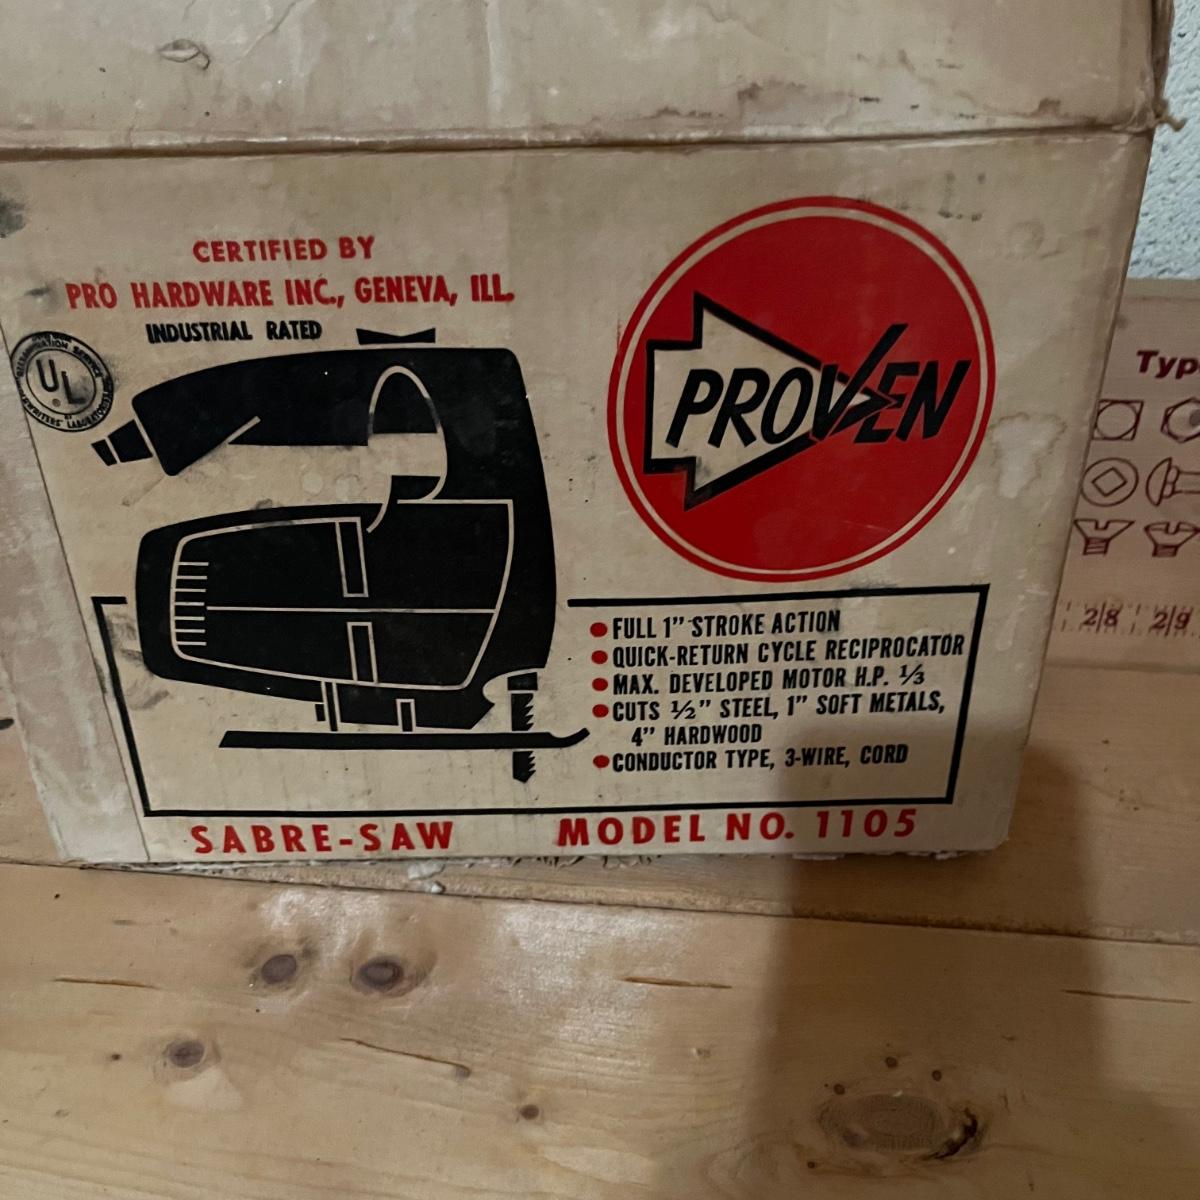 CERTIFIED BY
PRO HARDWARE INC., GENEVA, ILL.
INDUSTRIAL RATED
UL
PROVEN
● FULL 1" STROKE ACTION
● QUICK-RETURN CYCLE RECIPROCATOR
● MAX. DEVELOPED MOTOR H.P. ⅓
● CUTS ½" STEEL, 1" SOFT METALS,
4" HARDWOOD
● CONDUCTOR TYPE, 3-WIRE, CORD
SABRE-SAW MODEL NO. 1105
28 29